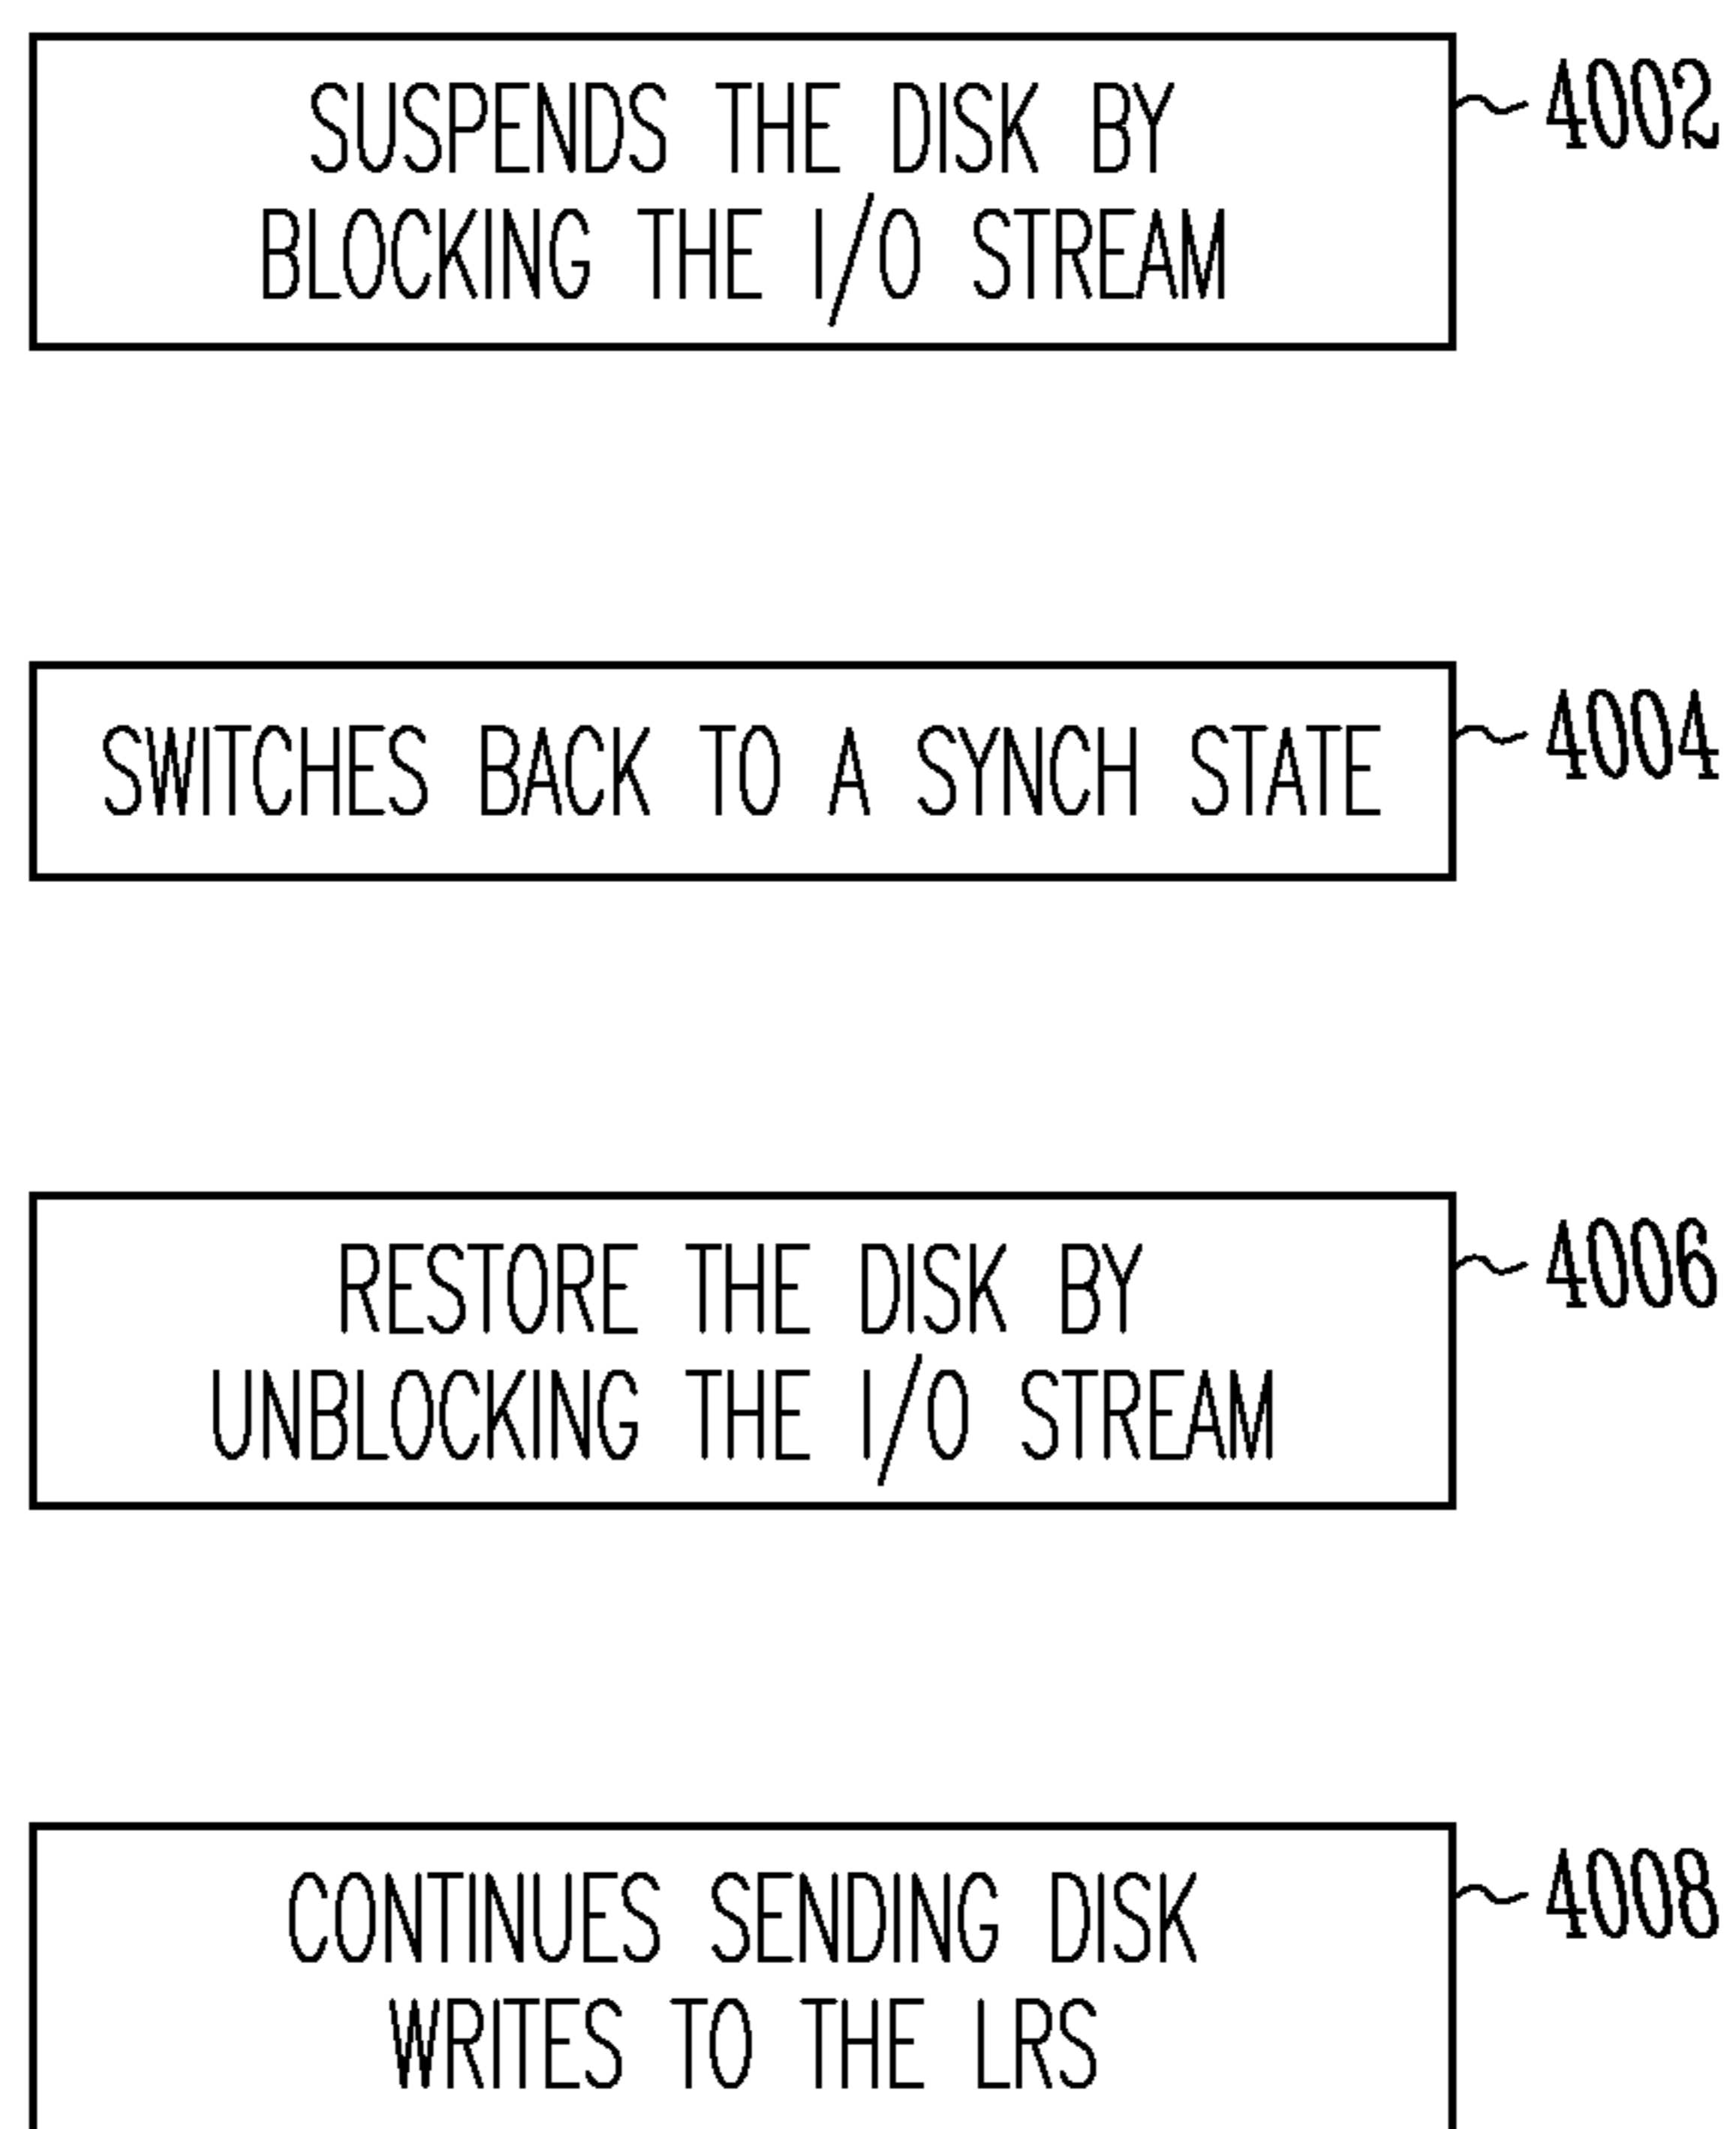 SUSPENDS THE DISK BY
BLOCKING THE I/O STREAM
4002
SWITCHES BACK TO A SYNCH STATE
4004
RESTORE THE DISK BY
UNBLOCKING THE I/O STREAM
4006
CONTINUES SENDING DISK
WRITES TO THE LRS
4008